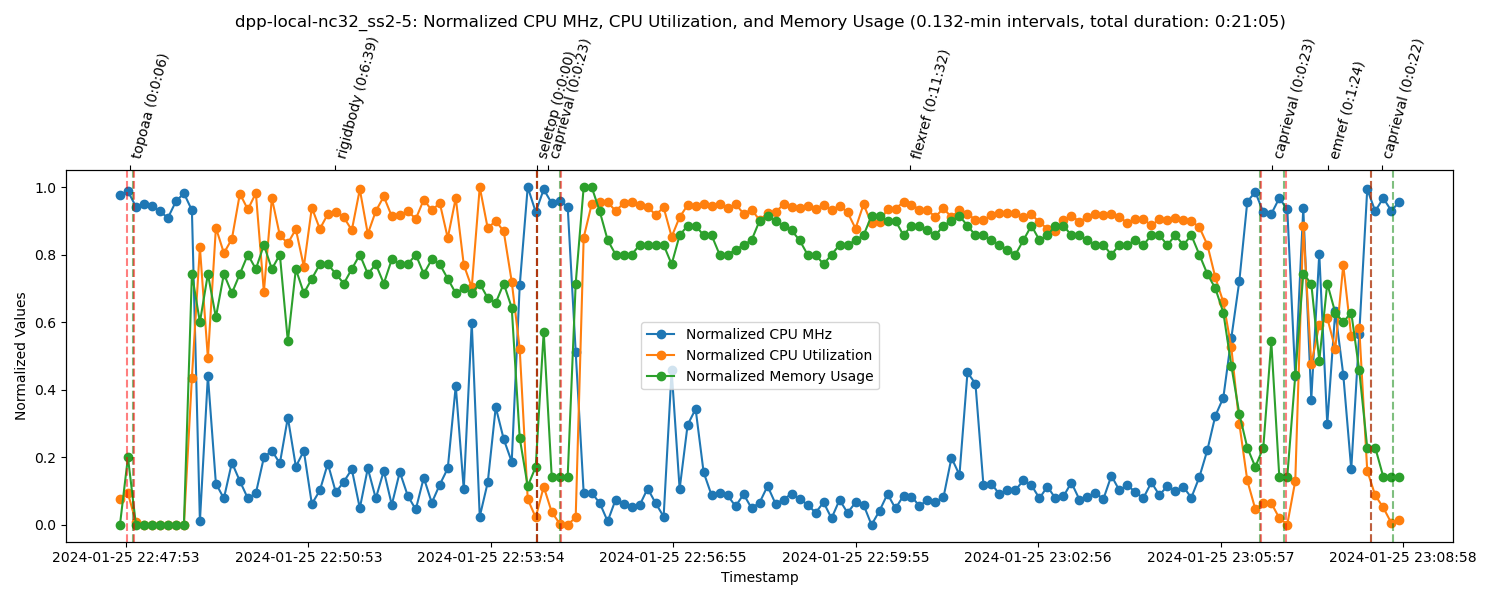 dpp-local-nc32_ss2-5: Normalized CPU MHz, CPU Utilization, and Memory Usage (0.132-min intervals, total duration: 0:21:05)
topoaa (0:0:06)
rigidbody (0:6:39)
seletop (0:0:00)
caprieval (0:0:23)
flexref (0:11:32)
caprieval (0:0:23)
emref (0:1:24)
caprieval (0:0:22)
Normalized Values
1.0
0.8
0.6
0.4
0.2
0.0
Normalized CPU MHz
Normalized CPU Utilization
Normalized Memory Usage
2024-01-25 22:47:53
2024-01-25 22:50:53
2024-01-25 22:53:54
2024-01-25 22:56:55
2024-01-25 22:59:55
2024-01-25 23:02:56
2024-01-25 23:05:57
2024-01-25 23:08:58
Timestamp